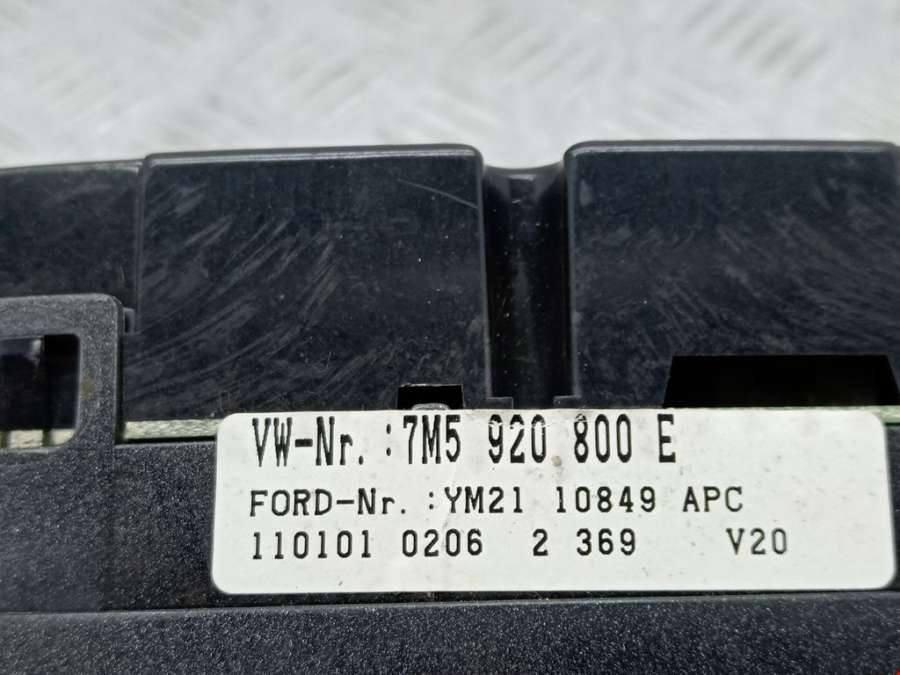 VW-Nr.:7M5 920 800 E
FORD-Nr.:YM21 10849 APC
110101 0206 2 369 V20